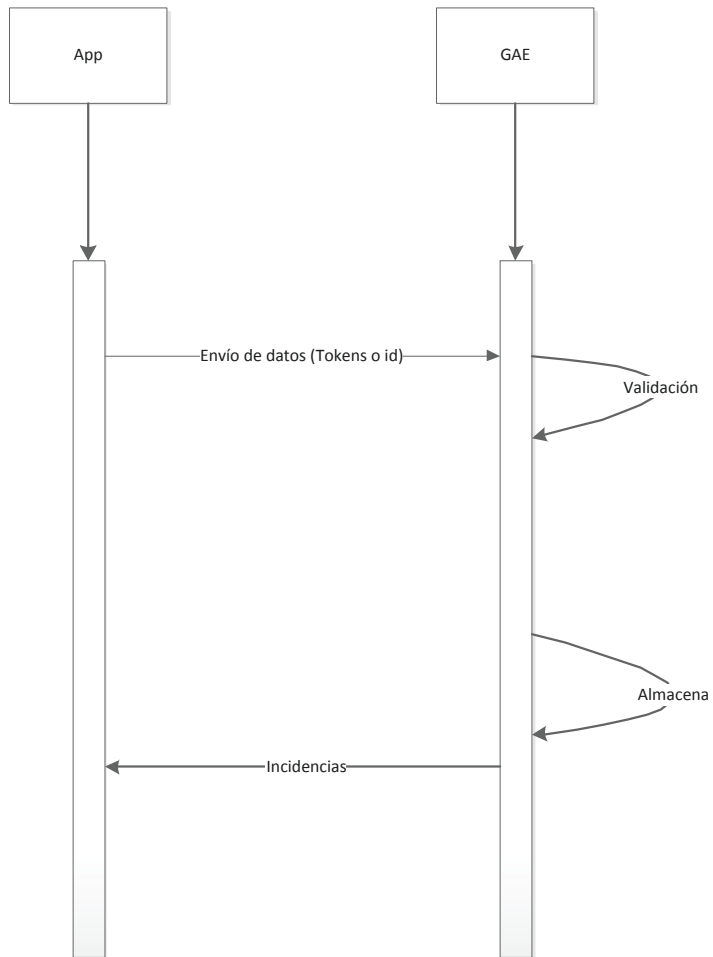 App
GAE
Envío de datos (Tokens o id)
Validación
Almacena
Incidencias